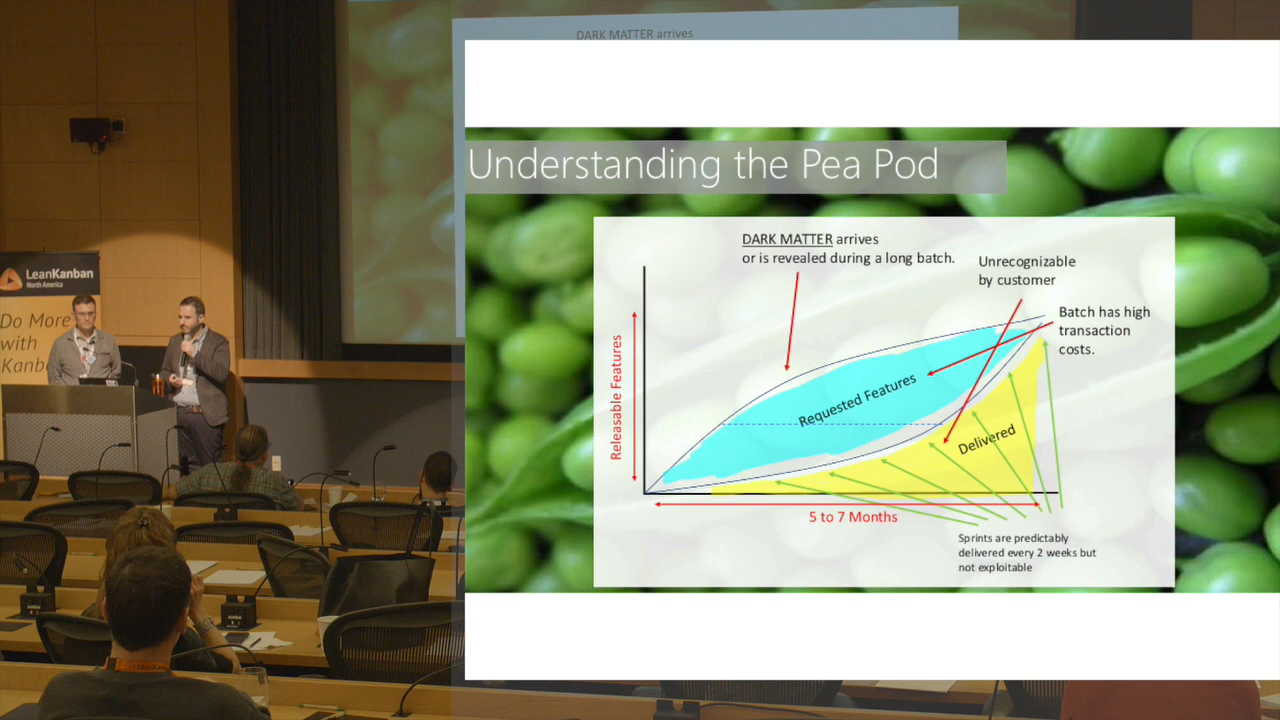 DARK MATTER arrives
Understanding the Pea Pod
DARK MATTER arrives
or is revealed during a long batch.
Unrecognizable
by customer
Batch has high
transaction
costs.
Releasable Features
Requested Features
Delivered
5 to 7 Months
Sprints are predictably
delivered every 2 weeks but
not exploitable
LeanKanban
North America
Do More
with